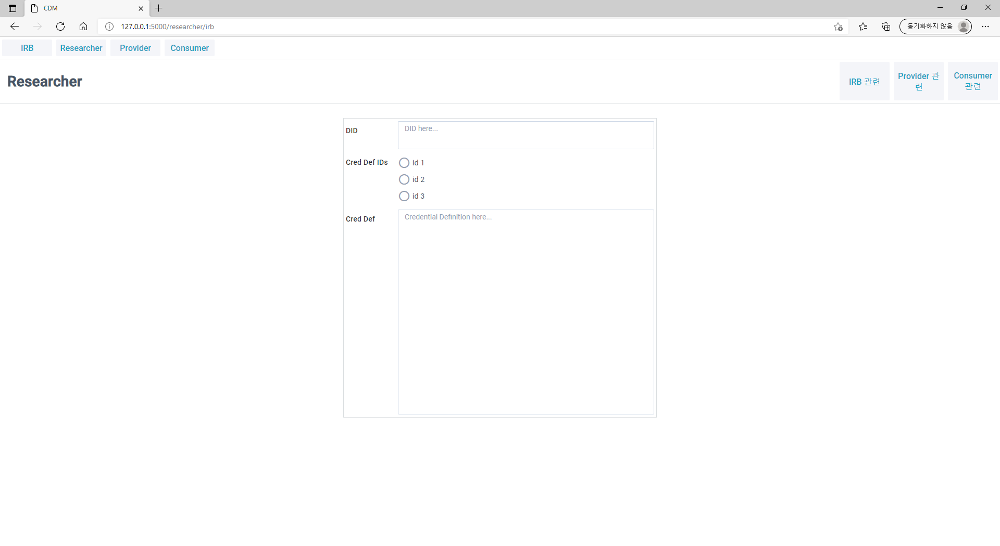 CDM
127.0.0.1:5000/researcher/irb
동기화하지 않음
IRB
Researcher
Provider
Consumer
Researcher
IRB 관련
Provider 관
련
Consumer
관련
DID
DID here...
Cred Def IDs
id 1
id 2
id 3
Cred Def
Credential Definition here...